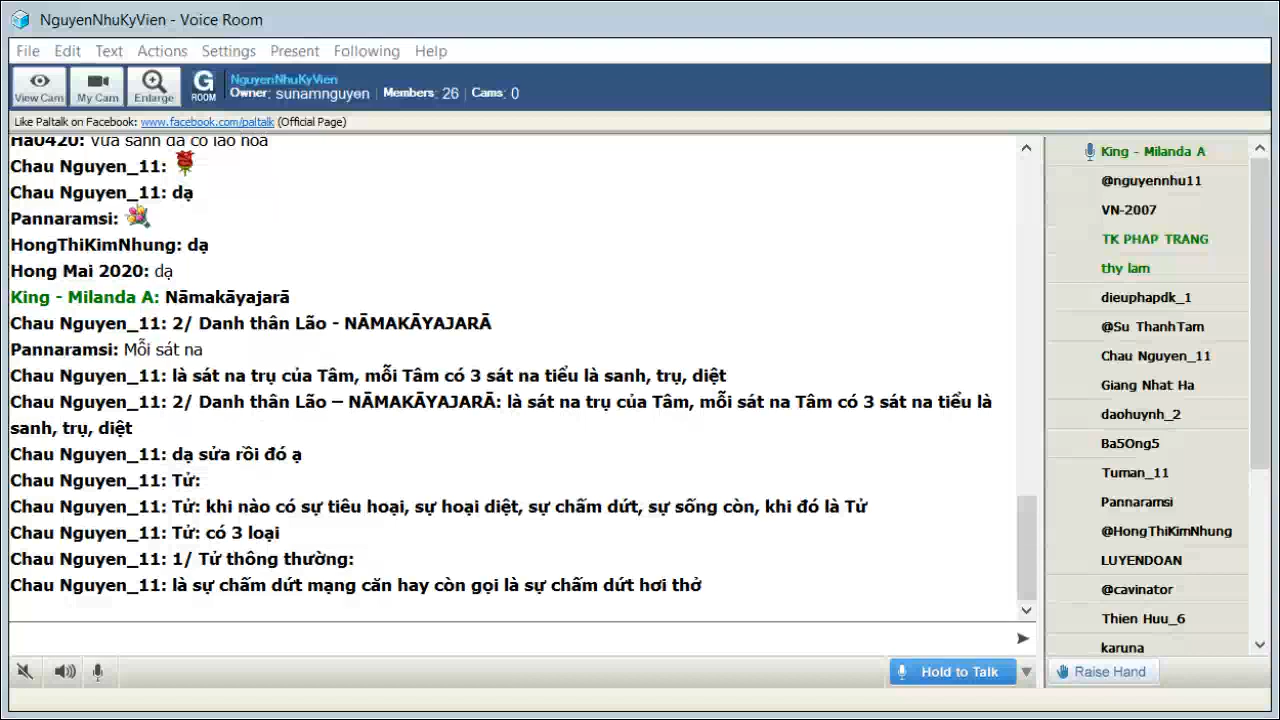 NguyenNhuKyVien - Voice Room
File Edit Text Actions Settings Present Following Help
View Cam My Cam Enlarge G ROOM NguyenNhuKyVien
Owner: sunamnguyen Members: 26 Cams: 0
Like Paltalk on Facebook: www.facebook.com/paltalk (Official Page)
Ha0420: Vừa sanh đã có lão hoá
Chau Nguyen_11:
Chau Nguyen_11: dạ
Pannaramsi:
HongThiKimNhung: dạ
Hong Mai 2020: dạ
King - Milanda A: Nāmakāyajarā
Chau Nguyen_11: 2/ Danh thân Lão - NĀMAKĀYAJARĀ
Pannaramsi: Mỗi sát na
Chau Nguyen_11: là sát na trụ của Tâm, mỗi Tâm có 3 sát na tiểu là sanh, trụ, diệt
Chau Nguyen_11: 2/ Danh thân Lão – NĀMAKĀYAJARĀ: là sát na trụ của Tâm, mỗi sát na Tâm có 3 sát na tiểu là
sanh, trụ, diệt
Chau Nguyen_11: dạ sửa rồi đó ạ
Chau Nguyen_11: Tử:
Chau Nguyen_11: Tử: khi nào có sự tiêu hoại, sự hoại diệt, sự chấm dứt, sự sống còn, khi đó là Tử
Chau Nguyen_11: Tử: có 3 loại
Chau Nguyen_11: 1/ Tử thông thường:
Chau Nguyen_11: là sự chấm dứt mạng căn hay còn gọi là sự chấm dứt hơi thở
King - Milanda A
@nguyennhu11
VN-2007
TK PHAP TRANG
thy lam
dieuphapdk_1
@Su ThanhTam
Chau Nguyen_11
Giang Nhat Ha
daohuynh_2
Ba5Ong5
Tuman_11
Pannaramsi
@HongThiKimNhung
LUYENDOAN
@cavinator
Thien Huu_6
karuna
Hold to Talk
Raise Hand